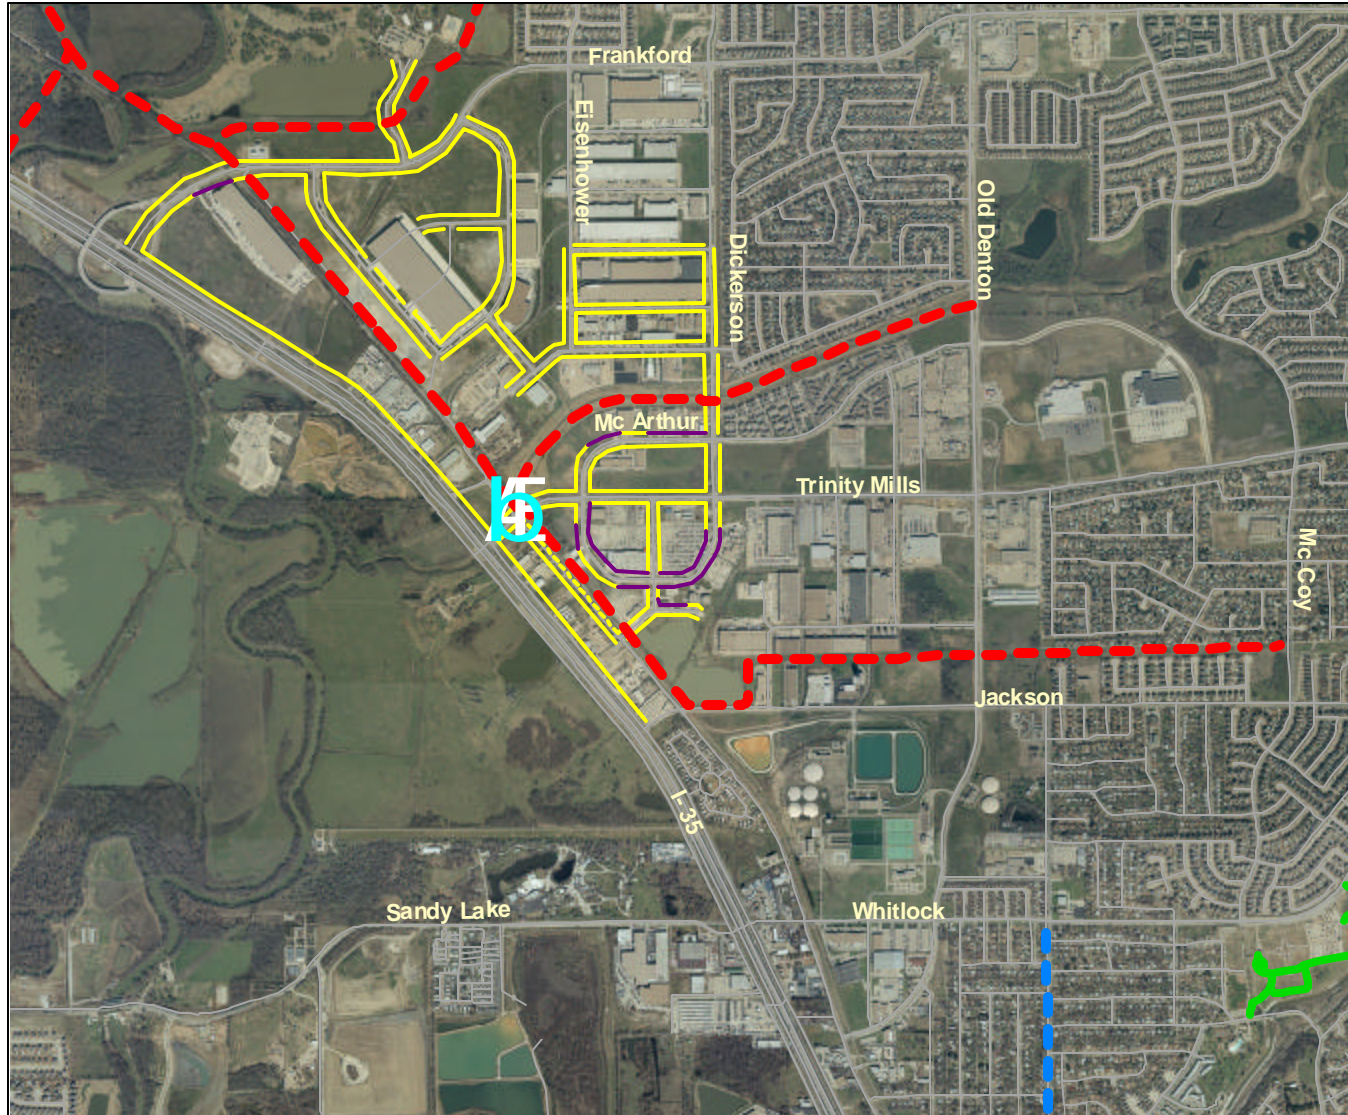 Frankford
Eisenhower
Old Denton
Dickerson
Mc Arthur
Trinity Mills
b
Mc Coy
Jackson
I-35
Sandy Lake
Whitlock